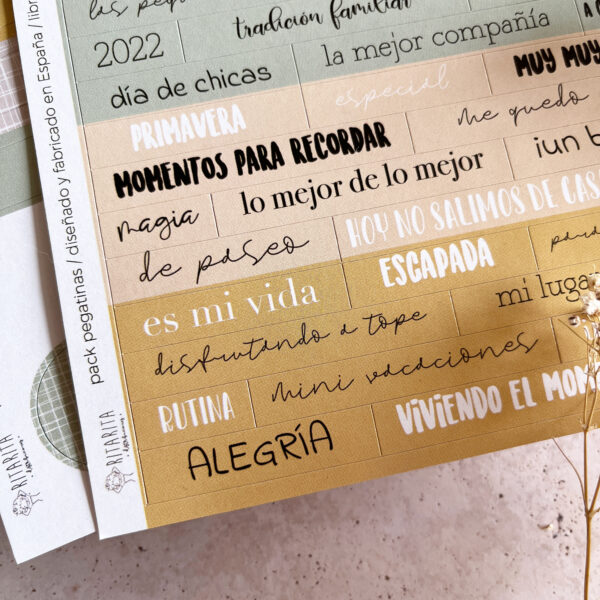 tradición familiar
2022
la mejor compañía
día de chicas
MUY MUY
especial
PRIMAVERA
me quedo
MOMENTOS PARA RECORDAR
¡un b
lo mejor de lo mejor
magia
HOY NO SALIMOS DE CAS
de paseo
ESCAPADA
es mi vida
mi luga
disfrutando a tope
mini vacaciones
RUTINA
VIVIENDO EL MOM
ALEGRÍA
pack pegatinas / diseñado y fabricado en España / libr
RITARITA
RITARITA